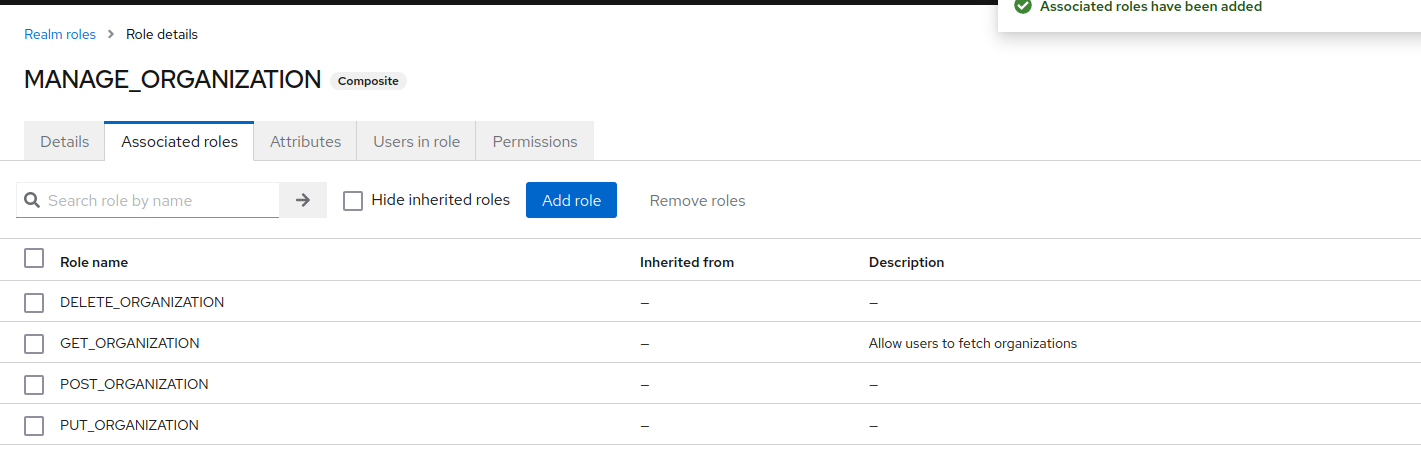 Associated roles have been added
Realm roles > Role details
MANAGE_ORGANIZATION Composite
Details Associated roles Attributes Users in role Permissions
Search role by name Hide inherited roles Add role Remove roles
Role name Inherited from Description
DELETE_ORGANIZATION – –
GET_ORGANIZATION – Allow users to fetch organizations
POST_ORGANIZATION – –
PUT_ORGANIZATION – –